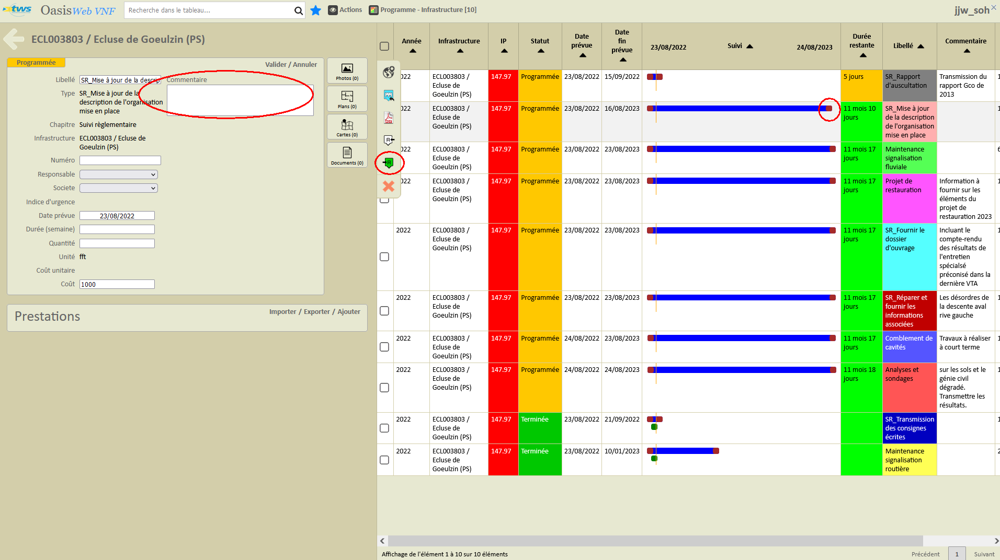 tws OasisWeb VNF Recherche dans le tableau... Actions Programme - Infrastructure [10] jjw_soh
ECL003803 / Ecluse de Goeulzin (PS)
Programmée
Valider / Annuler
Libellé SR_Mise à jour de la descrip
Commentaire
Type SR_Mise à jour de la
description de l'organisation
mise en place
Chapitre Suivi règlementaire
Infrastructure ECL003803 / Ecluse de
Goeulzin (PS)
Numéro
Responsable
Societe
Indice d'urgence
Date prévue 23/08/2022
Durée (semaine)
Quantité
Unité fft
Coût unitaire
Coût 1000
Photos (0)
Plans (0)
Cartes (0)
Documents (0)
Prestations
Importer / Exporter / Ajouter
Année Infrastructure IP Statut
Date
prévue
Date
fin
prévue
23/08/2022 Suivi 24/08/2023
Durée
restante
Libellé Commentaire
022 ECL003803 / 147.97 Programmée 23/08/2022 15/09/2022 5 jours SR_Rapport Transmission du 1
Ecluse de d'auscultation rapport Gco de
Goeulzin (PS) 2013
022 ECL003803 / 147.97 Programmée 23/08/2022 16/08/2023 11 mois 10 SR_Mise à jour 1
Ecluse de jours de la description
Goeulzin (PS) de l'organisation
mise en place
022 ECL003803 / 147.97 Programmée 23/08/2022 23/08/2023 11 mois 17 Maintenance 6
Ecluse de jours signalisation
Goeulzin (PS) fluviale
022 ECL003803 / 147.97 Programmée 23/08/2022 23/08/2023 11 mois 17 Projet de Information à 1
Ecluse de jours restauration fournir sur les
Goeulzin (PS) éléments du
projet de
restauration 2023
2022 ECL003803 / 147.97 Programmée 23/08/2022 23/08/2023 11 mois 17 SR_Fournir le Incluant le 1
Ecluse de jours dossier compte-rendu
Goeulzin (PS) d'ouvrage des résultats de
l'entretien
spécialsé
préconisé dans la
dernière VTA
2022 ECL003803 / 147.97 Programmée 23/08/2022 23/08/2023 11 mois 17 SR_Réparer et Les désordres de 1
Ecluse de jours fournir les la descente aval
Goeulzin (PS) informations rive gauche
associées
2022 ECL003803 / 147.97 Programmée 24/08/2022 23/08/2023 11 mois 17 Comblement de Travaux à réaliser 1
Ecluse de jours cavités à court terme
Goeulzin (PS)
2022 ECL003803 / 147.97 Programmée 24/08/2022 24/08/2023 11 mois 18 Analyses et sur les sols et le 1
Ecluse de jours sondages génie civil
Goeulzin (PS) dégradé.
Transmettre les
résultats.
2022 ECL003803 / 147.97 Terminée 23/08/2022 21/09/2022 SR_Transmission 1
Ecluse de des consignes
Goeulzin (PS) écrites
2022 ECL003803 / 147.97 Terminée 23/08/2022 10/01/2023 Maintenance 2
Ecluse de signalisation
Goeulzin (PS) routière
Affichage de l'élément 1 à 10 sur 10 éléments Précédent 1 Suivant